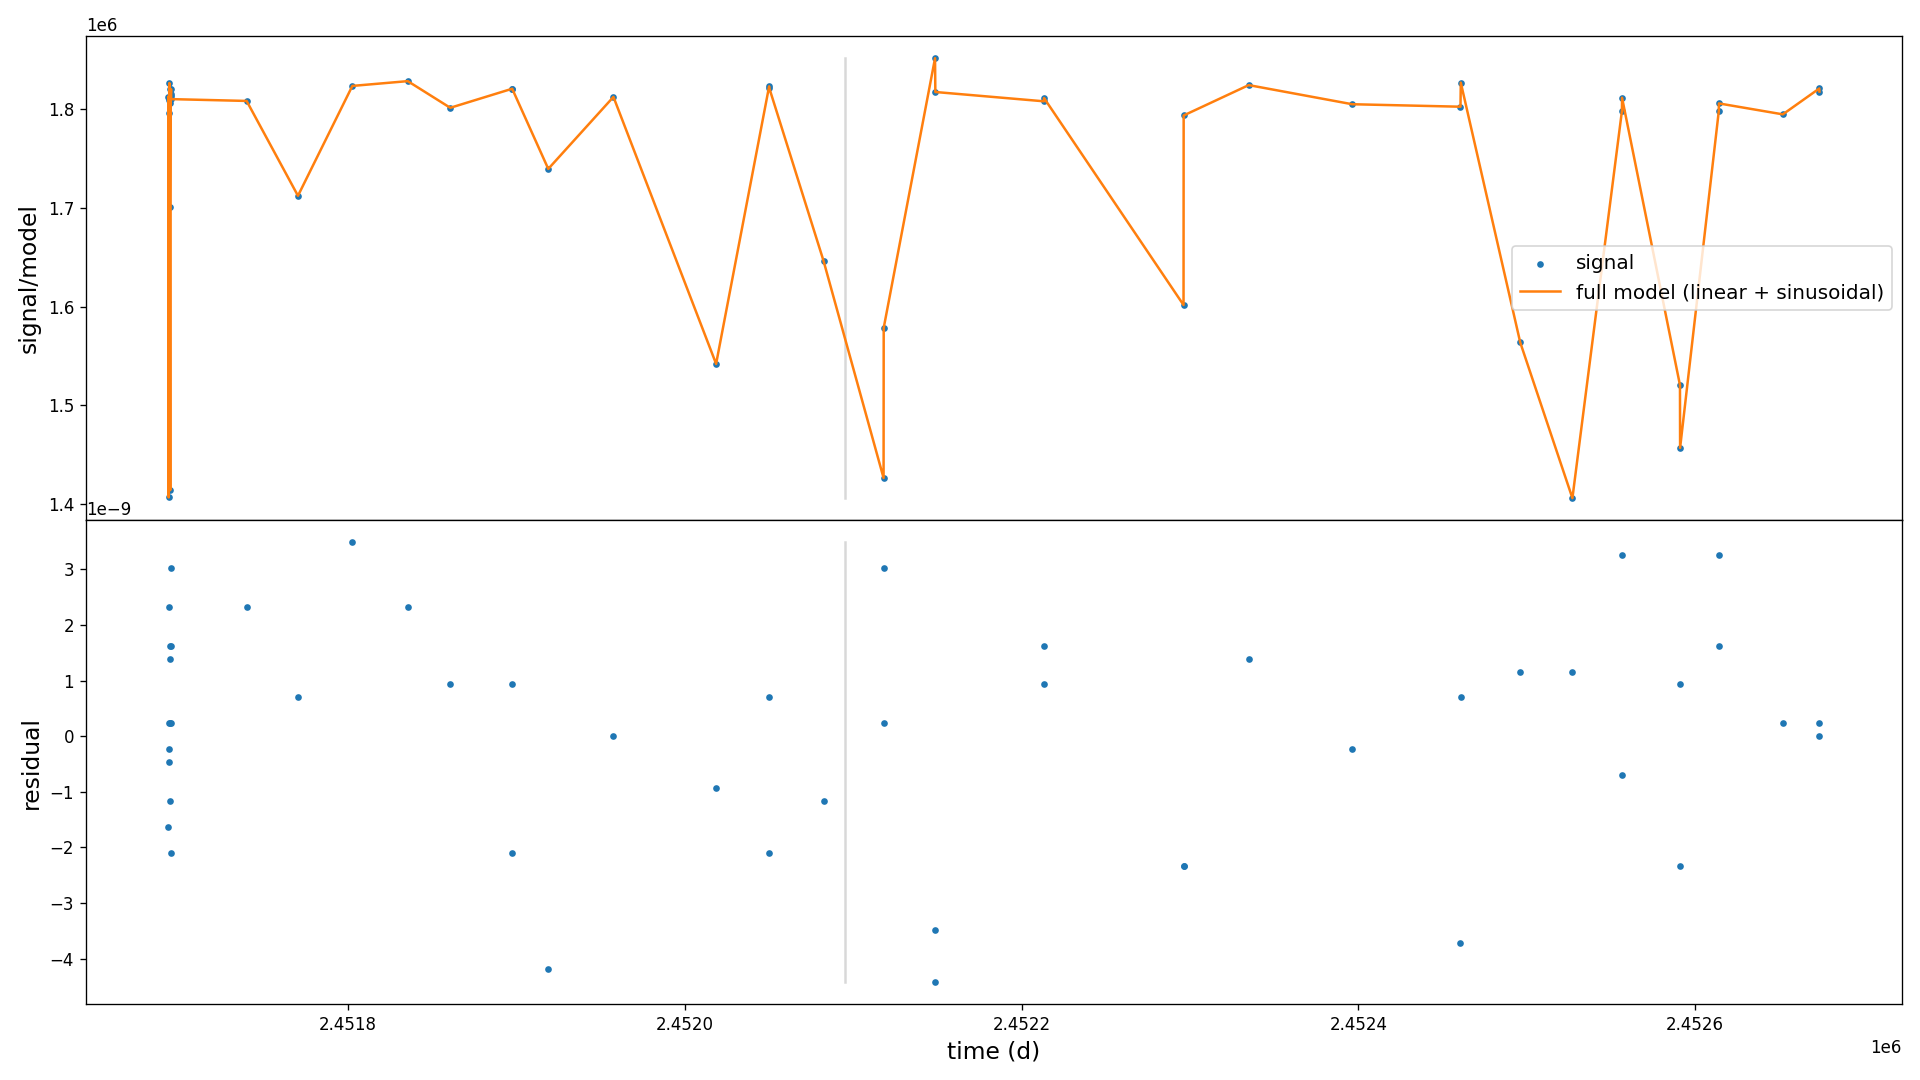 1e6
1.8
1.7
1.6
1.5
1.4
signal/model
signal
full model (linear + sinusoidal)
1e−9
3
2
1
0
−1
−2
−3
−4
residual
2.4518
2.4520
2.4522
2.4524
2.4526
time (d)
1e6